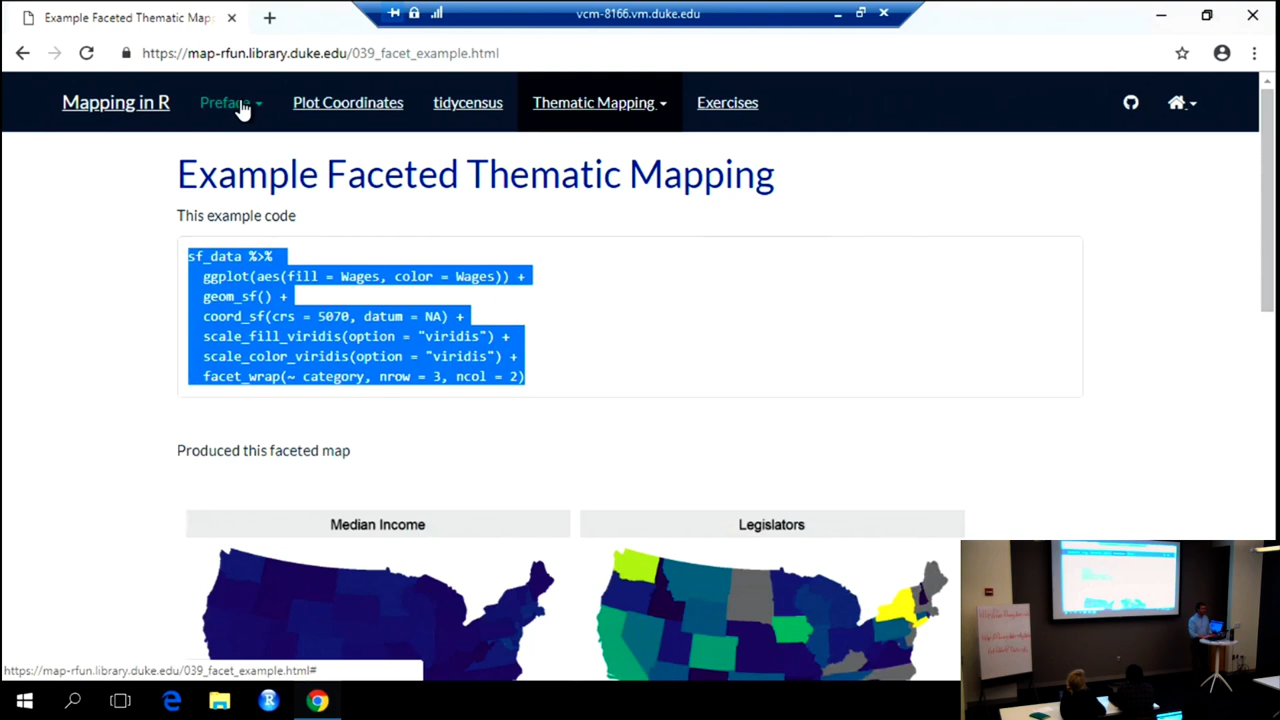 Example Faceted Thematic Map
vcm-8166.vm.duke.edu
https://map-rfun.library.duke.edu/039_facet_example.html
Mapping in R
Preface
Plot Coordinates
tidycensus
Thematic Mapping
Exercises
Example Faceted Thematic Mapping
This example code
sf_data %>%
ggplot(aes(fill = Wages, color = Wages)) +
geom_sf() +
coord_sf(crs = 5070, datum = NA) +
scale_fill_viridis(option = "viridis") +
scale_color_viridis(option = "viridis") +
facet_wrap(~ category, nrow = 3, ncol = 2)
Produced this faceted map
Median Income
Legislators
https://map-rfun.library.duke.edu/039_facet_example.html#